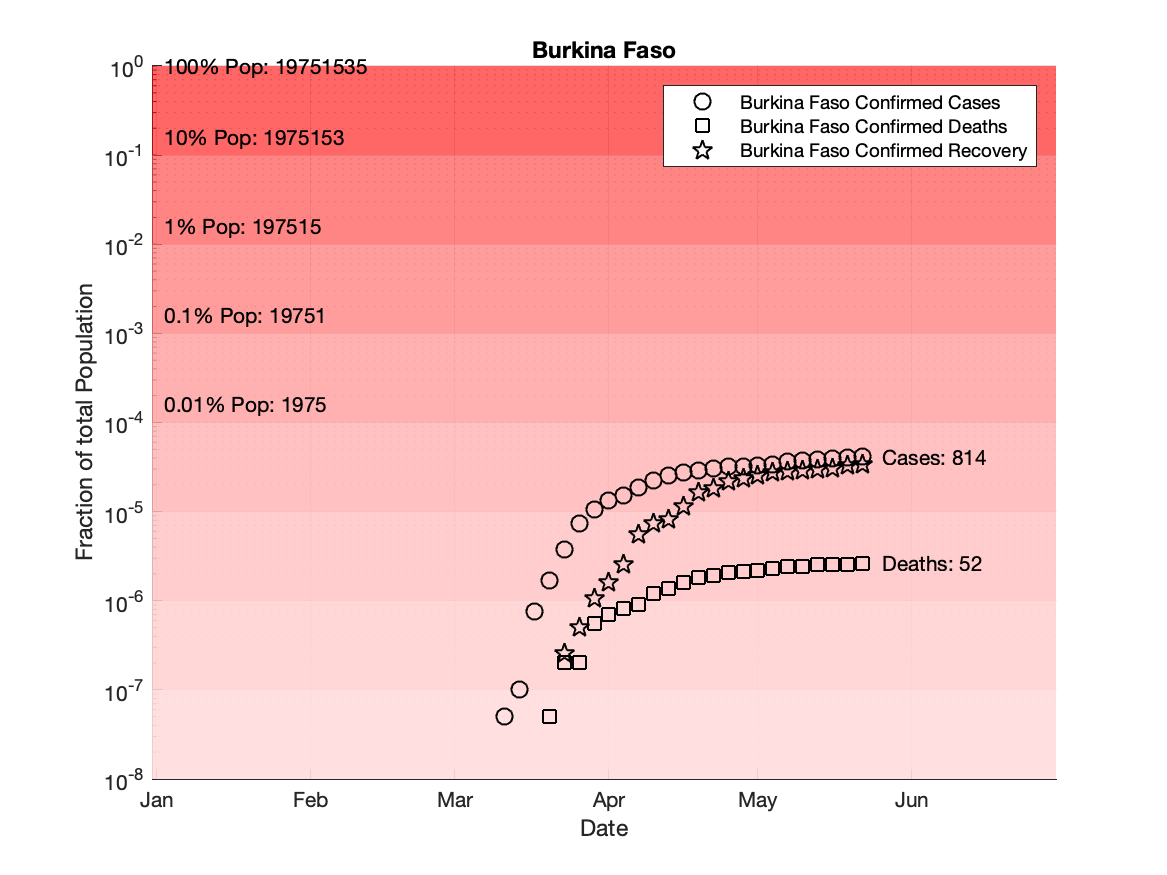 Burkina Faso
10^0
100% Pop: 19751535
Burkina Faso Confirmed Cases
Burkina Faso Confirmed Deaths
Burkina Faso Confirmed Recovery
10% Pop: 1975153
10^-1
1% Pop: 197515
10^-2
0.1% Pop: 19751
10^-3
0.01% Pop: 1975
10^-4
Cases: 814
10^-5
Deaths: 52
10^-6
10^-7
10^-8
Fraction of total Population
Jan Feb Mar Apr May Jun
Date